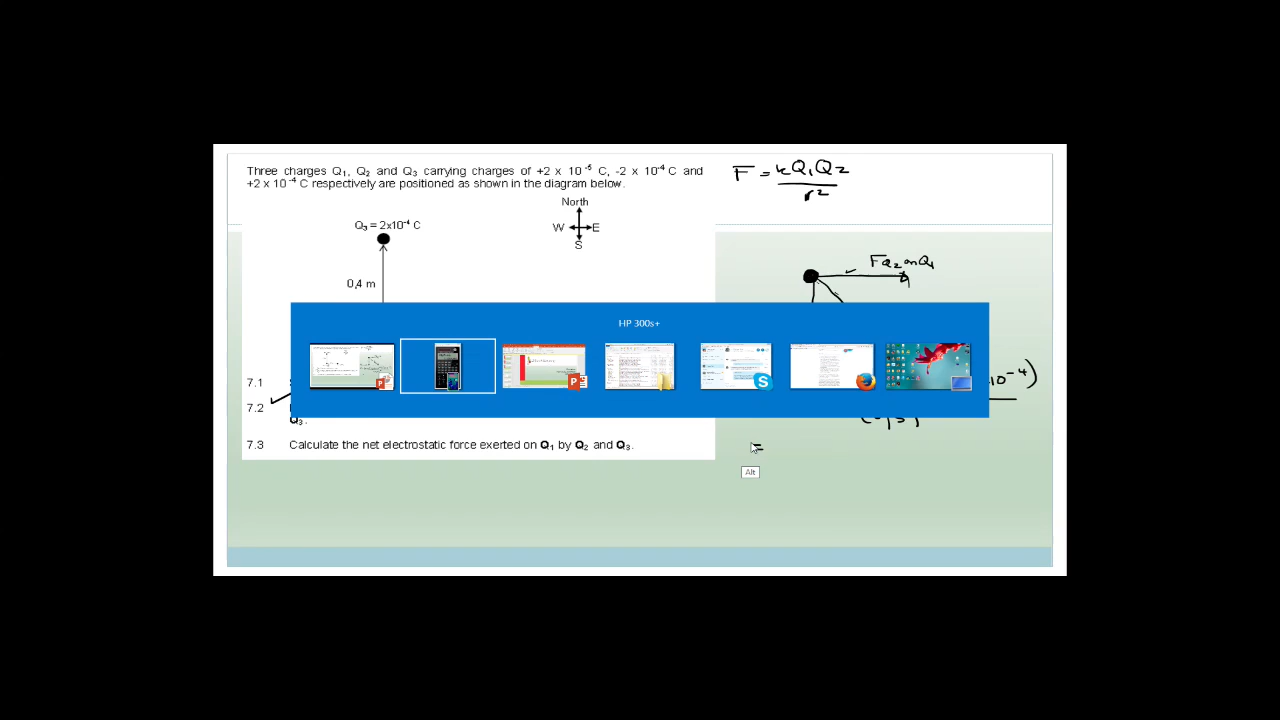 Three charges Q₁, Q₂ and Q₃ carrying charges of +2 x 10⁻⁵ C, -2 x 10⁻⁴ C and
+2 x 10⁻⁴ C respectively are positioned as shown in the diagram below.
F = kQ₁Q₂
r²
North
W E
S
Q₃ = 2x10⁻⁴ C
FQ₂ on Q₁
0,4 m
HP 300s+
7.1
7.2
Q₃.
10⁻⁴)
7.3 Calculate the net electrostatic force exerted on Q₁ by Q₂ and Q₃.
=
Alt